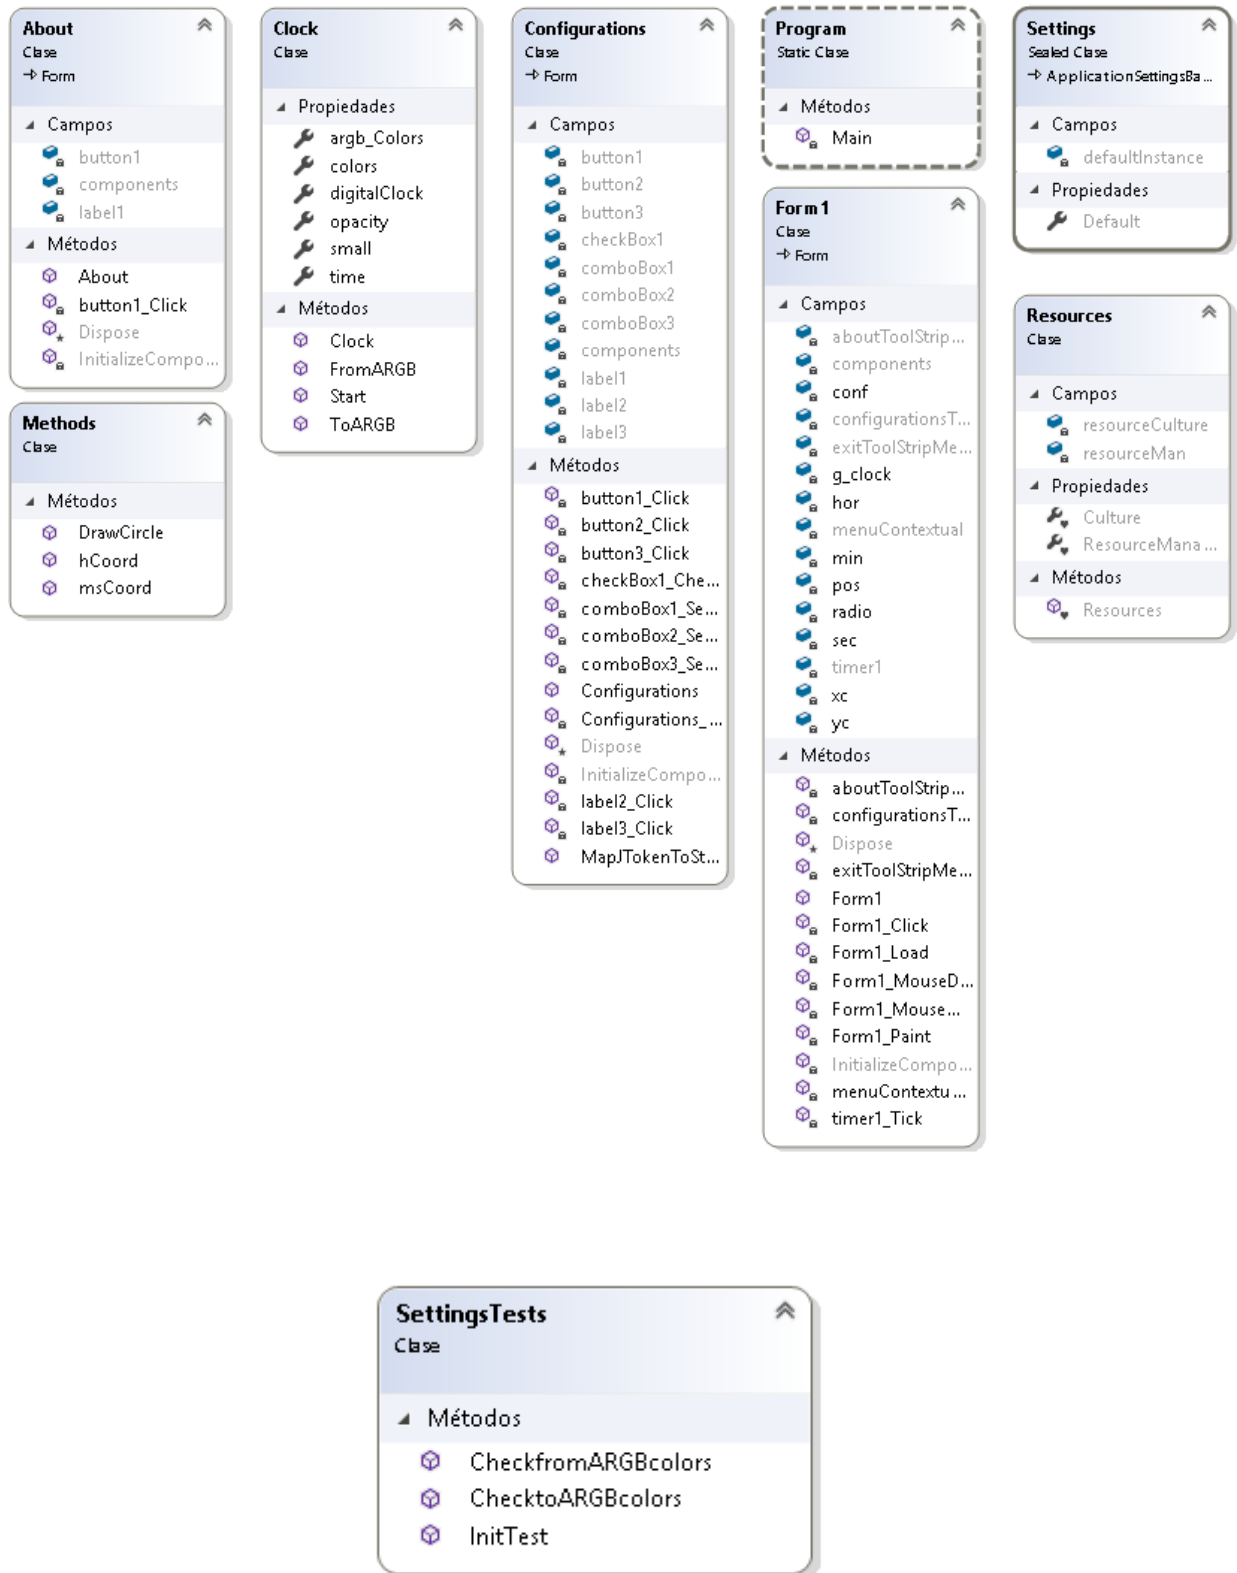 About
Clase
Form
Campos
button1
components
label1
Métodos
About
button1_Click
Dispose
InitializeCompo...
Methods
Clase
Métodos
DrawCircle
hCoord
msCoord
Clock
Clase
Propiedades
argb_Colors
colors
digitalClock
opacity
small
time
Métodos
Clock
FromARGB
Start
ToARGB
Configurations
Clase
Form
Campos
button1
button2
button3
checkBox1
comboBox1
comboBox2
comboBox3
components
label1
label2
label3
Métodos
button1_Click
button2_Click
button3_Click
checkBox1_Che...
comboBox1_Se...
comboBox2_Se...
comboBox3_Se...
Configurations
Configurations_...
Dispose
InitializeCompo...
label2_Click
label3_Click
MapJTokenToSt...
Program
Static Clase
Métodos
Main
Form1
Clase
Form
Campos
aboutToolStrip...
components
conf
configurationsT...
exitToolStripMe...
g_clock
hor
menuContextual
min
pos
radio
sec
timer1
xc
yc
Métodos
aboutToolStrip...
configurationsT...
Dispose
exitToolStripMe...
Form1
Form1_Click
Form1_Load
Form1_MouseD...
Form1_Mouse...
Form1_Paint
InitializeCompo...
menuContextu...
timer1_Tick
Settings
Sealed Clase
ApplicationSettingsBa...
Campos
defaultInstance
Propiedades
Default
Resources
Clase
Campos
resourceCulture
resourceMan
Propiedades
Culture
ResourceMana...
Métodos
Resources
SettingsTests
Clase
Métodos
CheckfromARGBcolors
ChecktoARGBcolors
InitTest